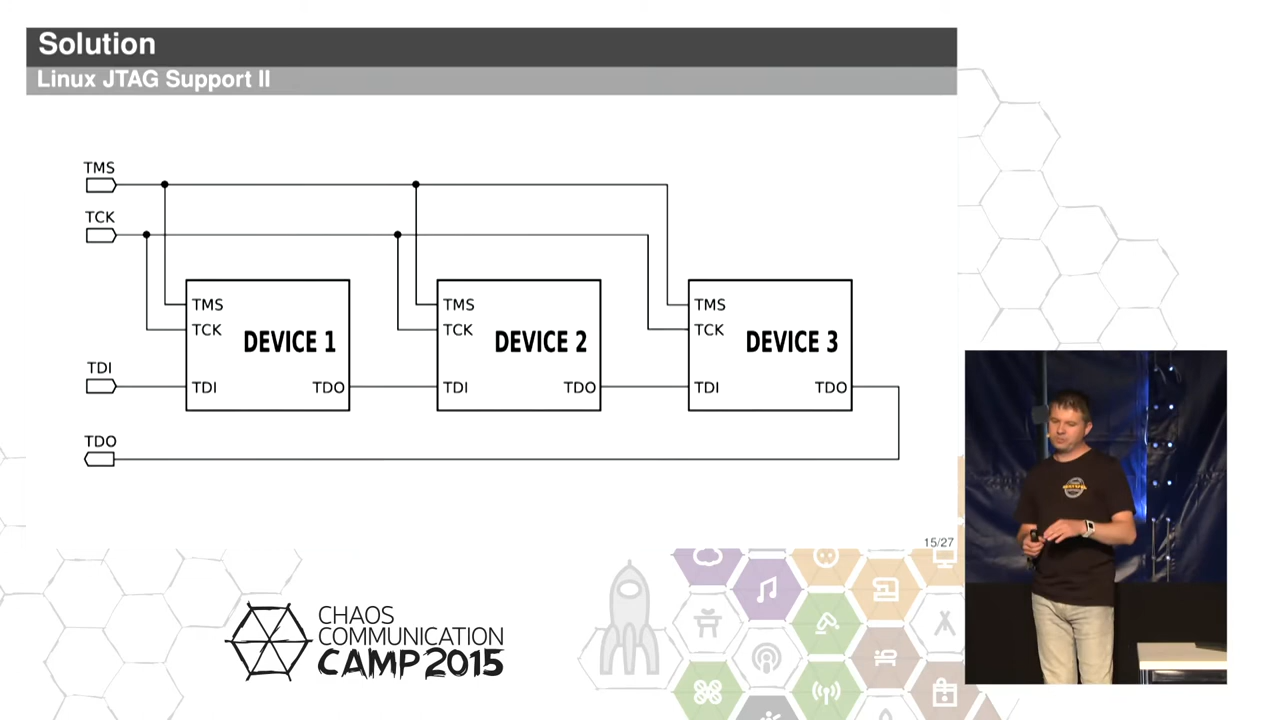 Solution
Linux JTAG Support II
TMS
TCK
TMS
TCK
DEVICE 1
TMS
TCK
DEVICE 2
TMS
TCK
DEVICE 3
TDI
TDI
TDO
TDI
TDO
TDI
TDO
TDO
15/27
CHAOS
COMMUNICATION
CAMP 2015